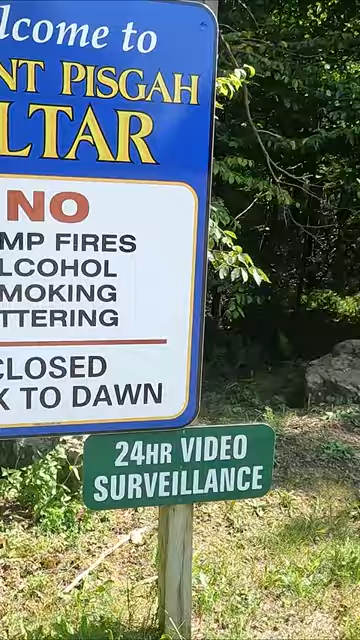 lcome to
NT PISGAH
LTAR
NO
MP FIRES
LCOHOL
MOKING
TTERING
CLOSED
K TO DAWN
24HR VIDEO
SURVEILLANCE